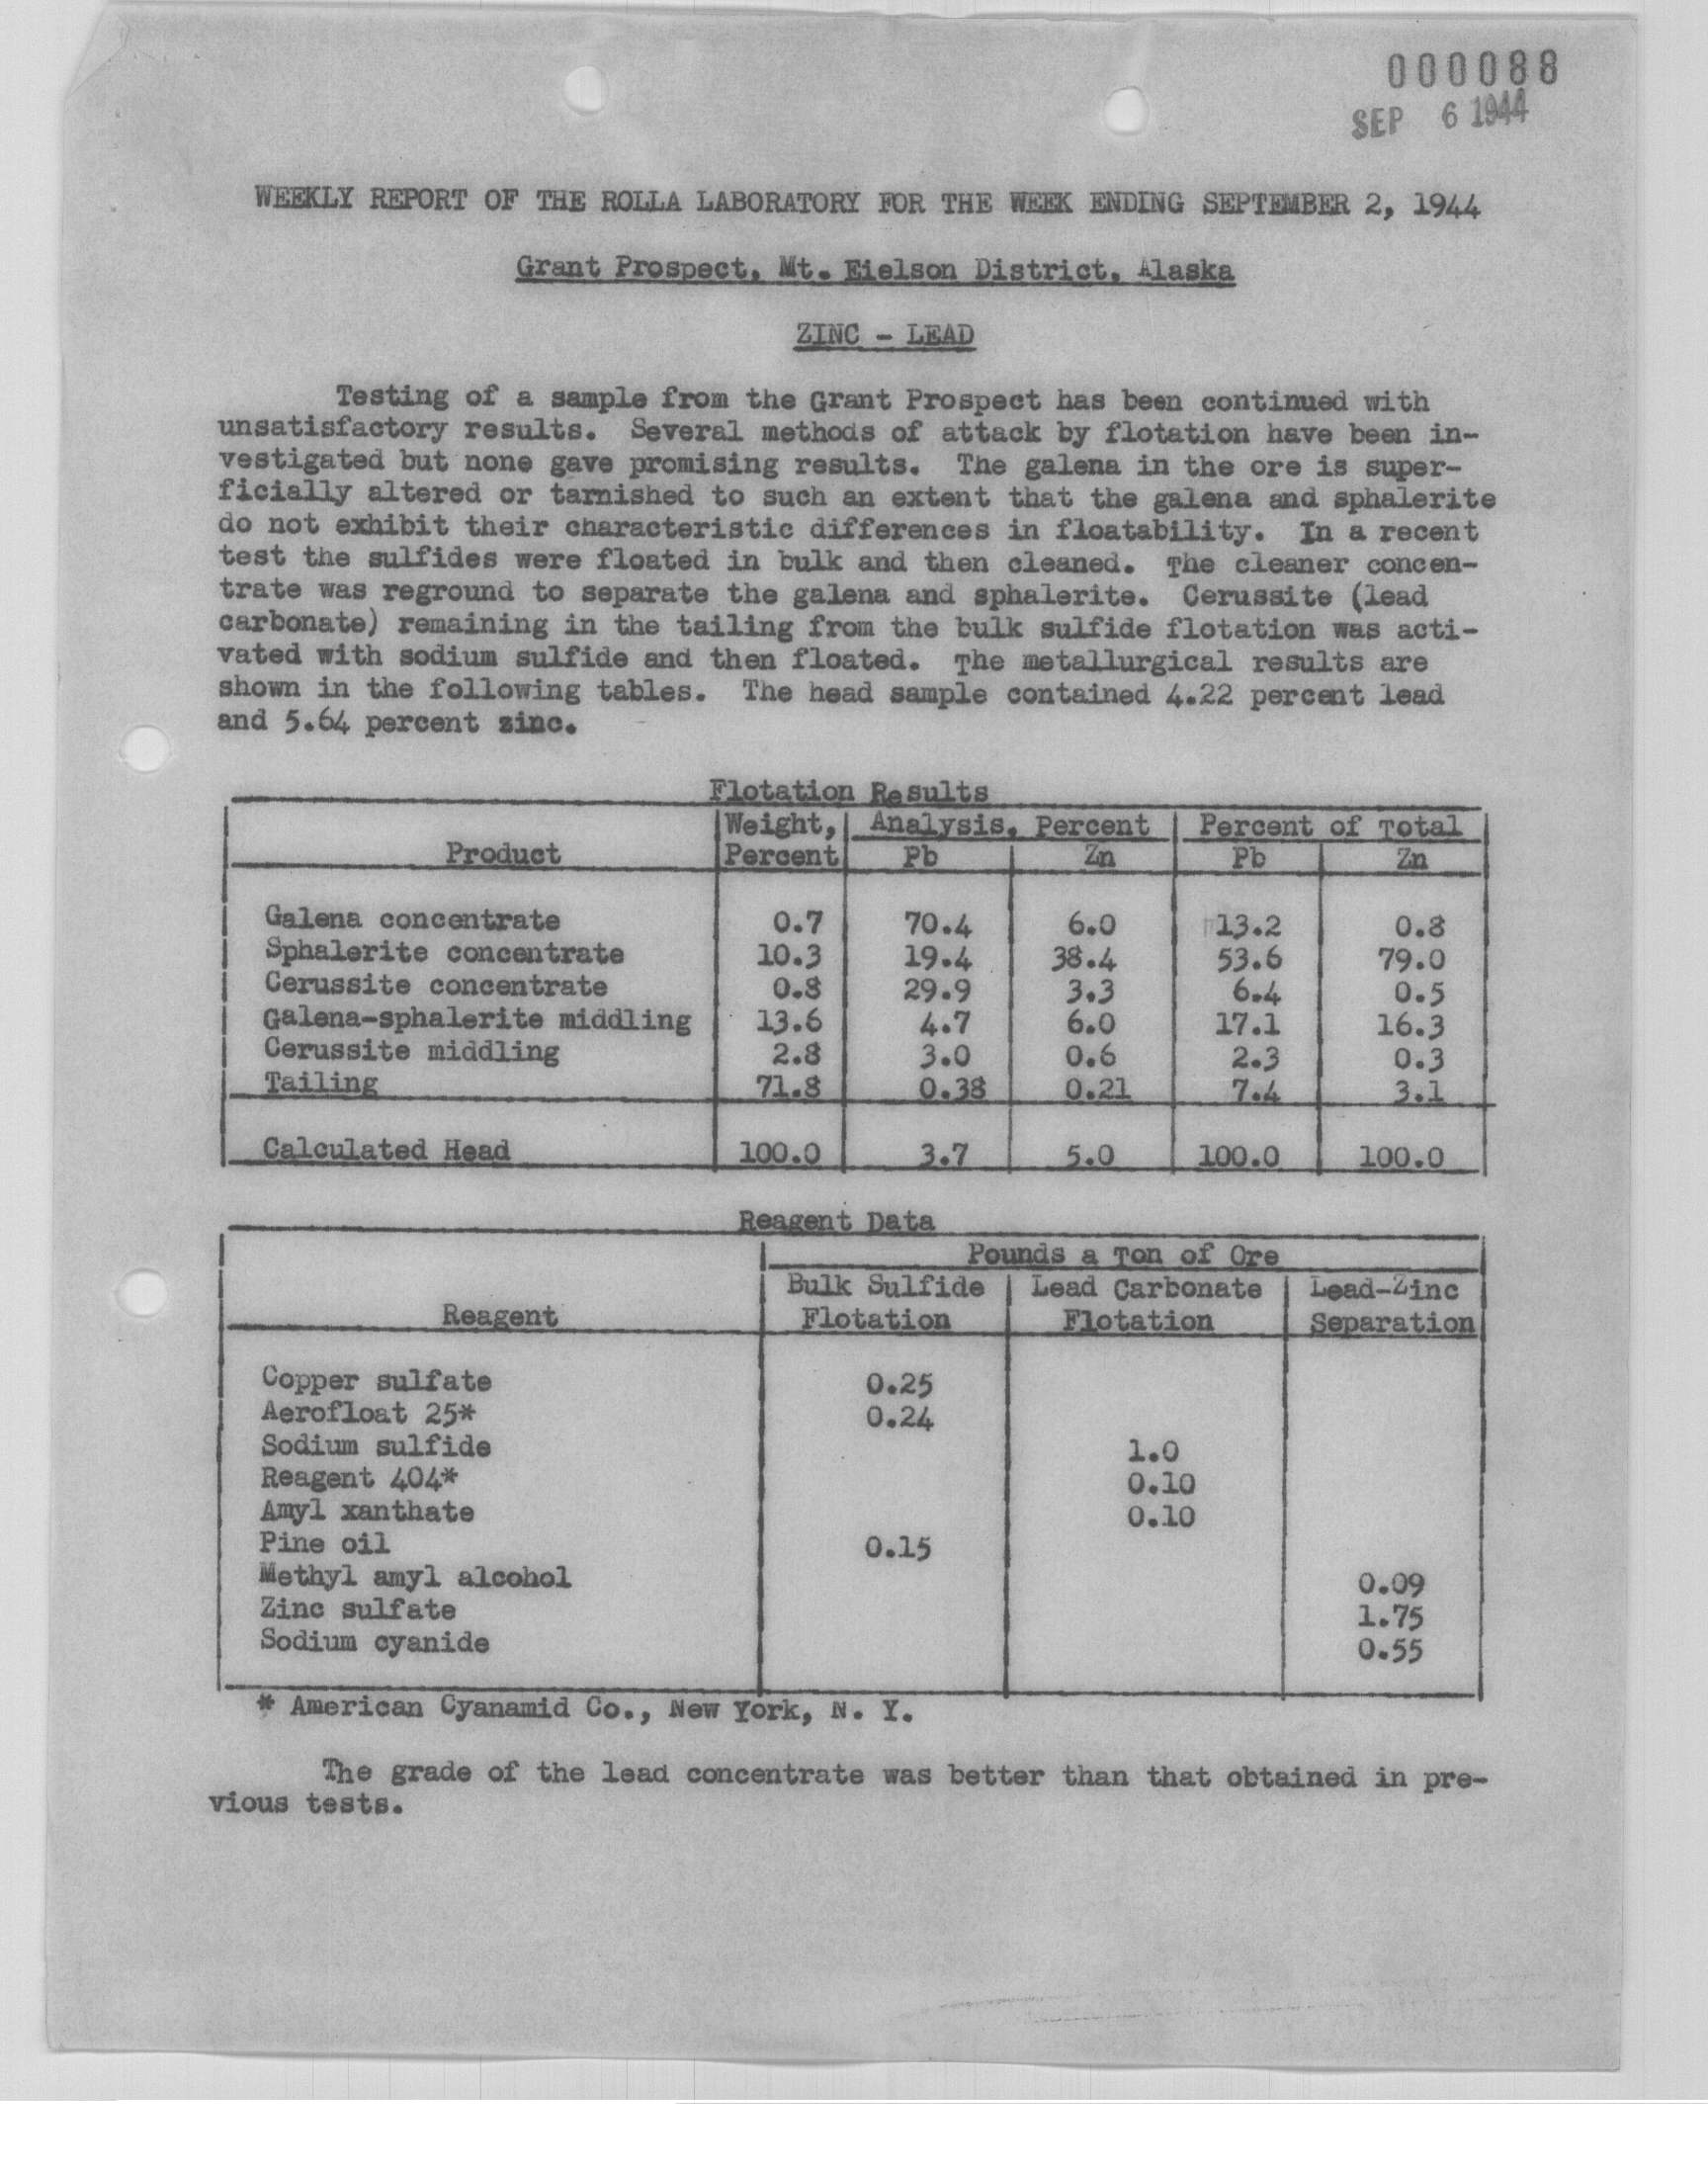 000088
SEP 6 1944
WEEKLY REPORT OF THE ROLLA LABORATORY FOR THE WEEK ENDING SEPTEMBER 2, 1944
Grant Prospect, Mt. Eielson District, Alaska
ZINC - LEAD
Testing of a sample from the Grant Prospect has been continued with
unsatisfactory results. Several methods of attack by flotation have been in-
vestigated but none gave promising results. The galena in the ore is super-
ficially altered or tarnished to such an extent that the galena and sphalerite
do not exhibit their characteristic differences in floatability. In a recent
test the sulfides were floated in bulk and then cleaned. The cleaner concen-
trate was reground to separate the galena and sphalerite. Cerussite (lead
carbonate) remaining in the tailing from the bulk sulfide flotation was acti-
vated with sodium sulfide and then floated. The metallurgical results are
shown in the following tables. The head sample contained 4.22 percent lead
and 5.64 percent zinc.
Flotation Results
Weight, Analysis, Percent Percent of Total
Product Percent Pb Zn Pb Zn
Galena concentrate 0.7 70.4 6.0 13.2 0.8
Sphalerite concentrate 10.3 19.4 38.4 53.6 79.0
Cerussite concentrate 0.8 29.9 3.3 6.4 0.5
Galena-sphalerite middling 13.6 4.7 6.0 17.1 16.3
Cerussite middling 2.8 3.0 0.6 2.3 0.3
Tailing 71.8 0.38 0.21 7.4 3.1
Calculated Head 100.0 3.7 5.0 100.0 100.0
Reagent Data
Pounds a Ton of Ore
Bulk Sulfide Lead Carbonate Lead-Zinc
Reagent Flotation Flotation Separation
Copper sulfate 0.25
Aerofloat 25* 0.24
Sodium sulfide 1.0
Reagent 404* 0.10
Amyl xanthate 0.10
Pine oil 0.15
Methyl amyl alcohol 0.09
Zinc sulfate 1.75
Sodium cyanide 0.55
* American Cyanamid Co., New York, N. Y.
The grade of the lead concentrate was better than that obtained in pre-
vious tests.